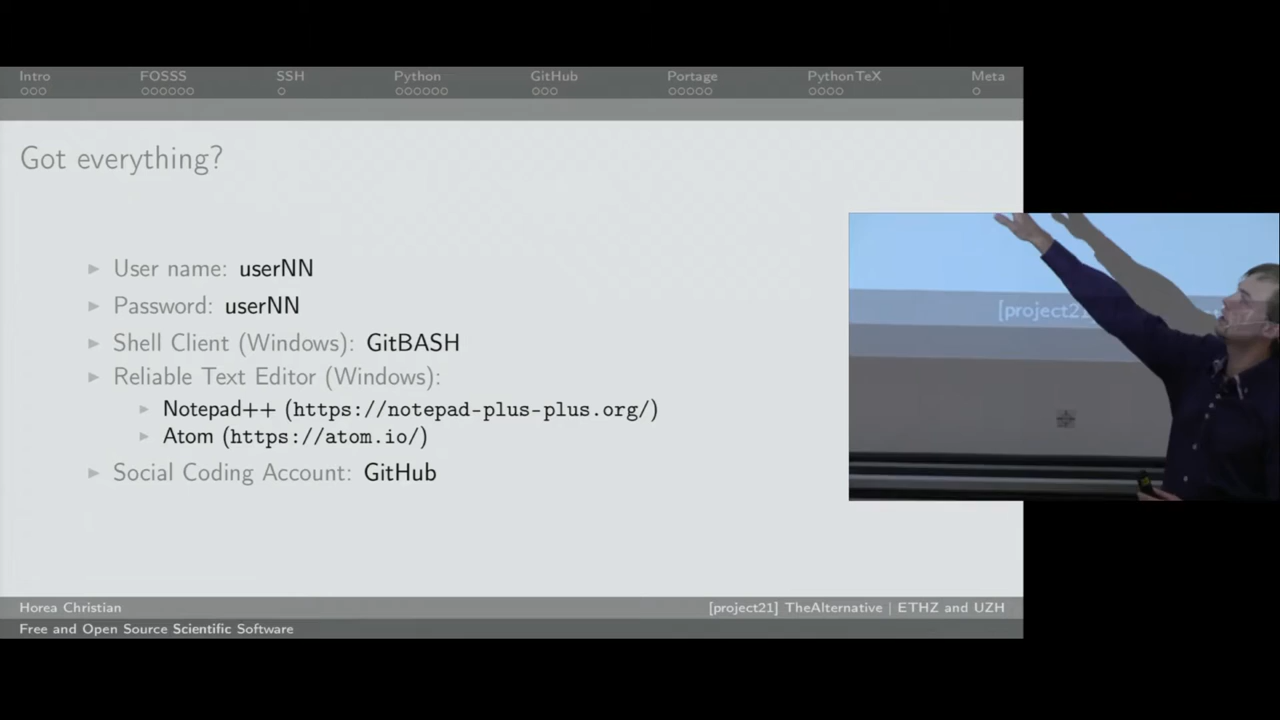 Intro FOSSS SSH Python GitHub Portage PythonTeX Meta
Got everything?
User name: userNN
Password: userNN
Shell Client (Windows): GitBASH
Reliable Text Editor (Windows):
Notepad++ (https://notepad-plus-plus.org/)
Atom (https://atom.io/)
Social Coding Account: GitHub
[project21]
Horea Christian [project21] TheAlternative | ETHZ and UZH
Free and Open Source Scientific Software